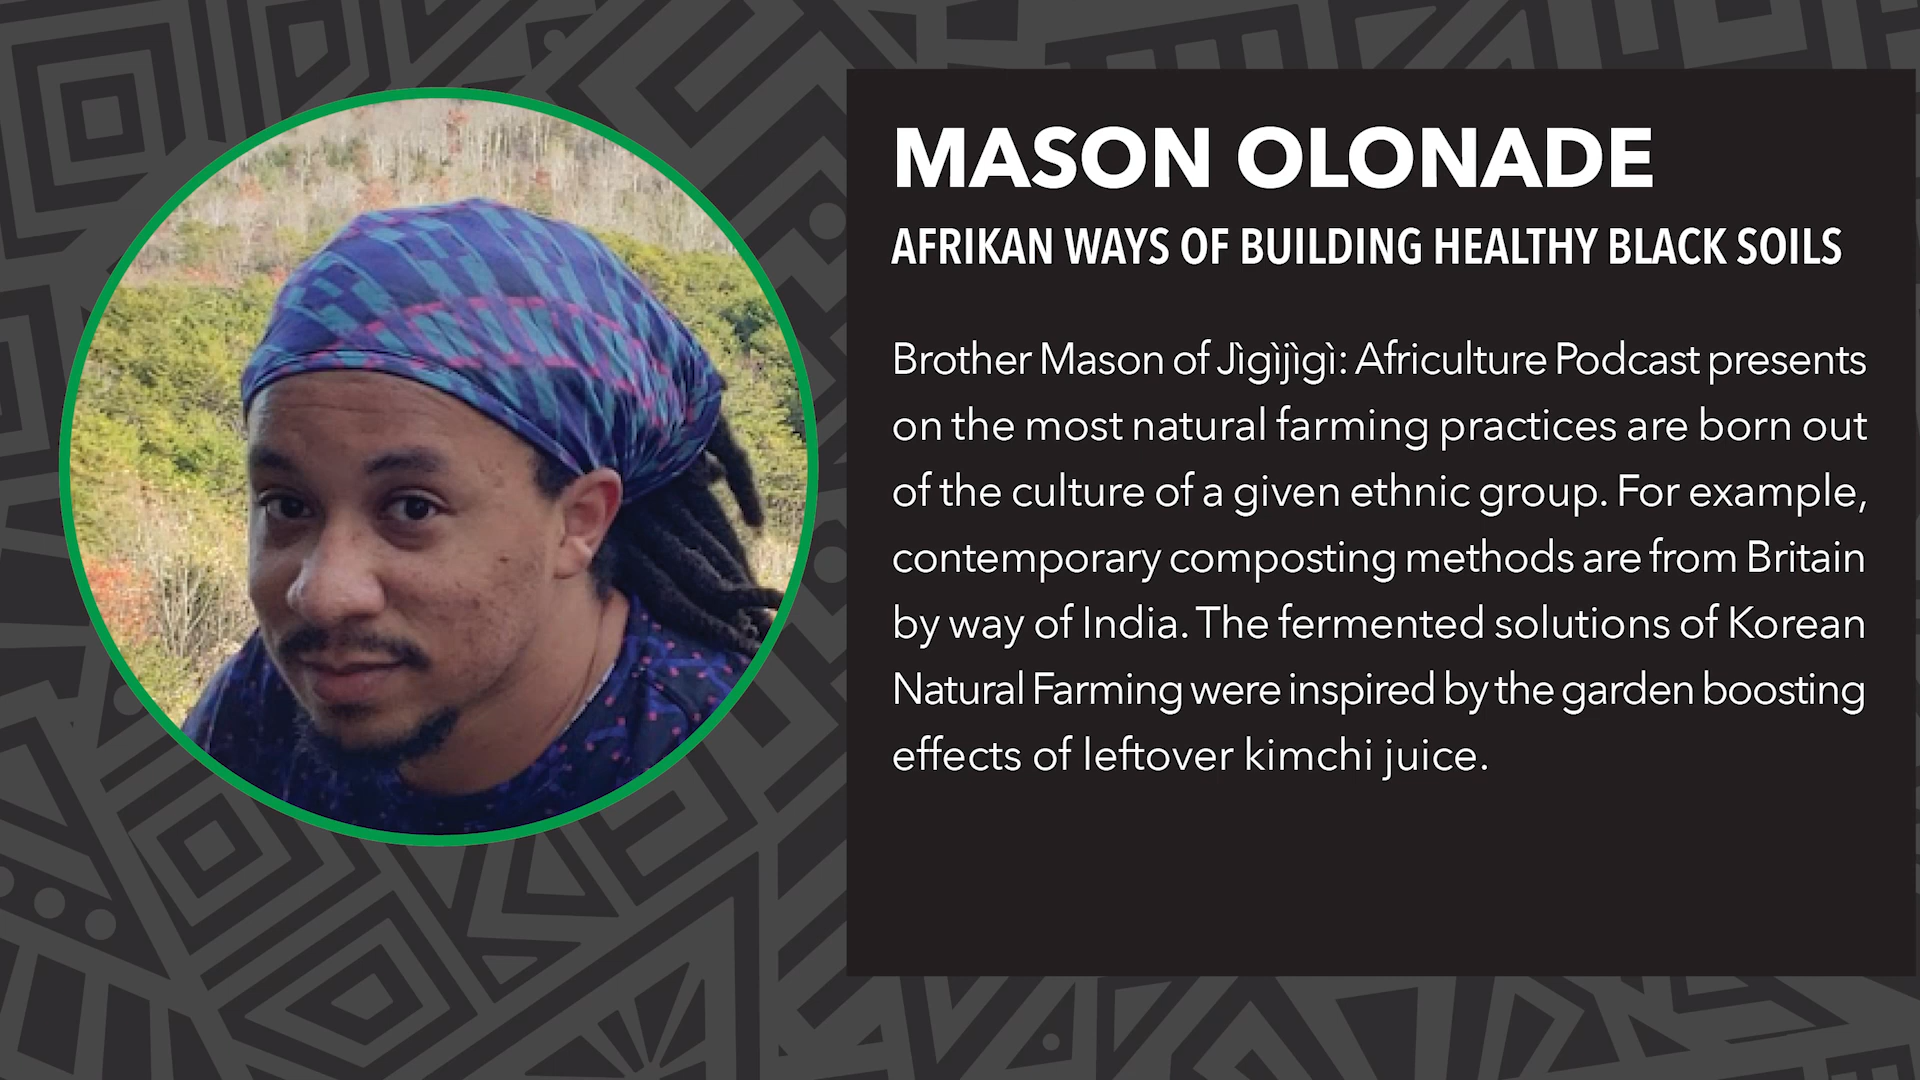 MASON OLONADE
AFRIKAN WAYS OF BUILDING HEALTHY BLACK SOILS
Brother Mason of Jìgìjìgì: Africulture Podcast presents
on the most natural farming practices are born out
of the culture of a given ethnic group. For example,
contemporary composting methods are from Britain
by way of India. The fermented solutions of Korean
Natural Farming were inspired by the garden boosting
effects of leftover kimchi juice.